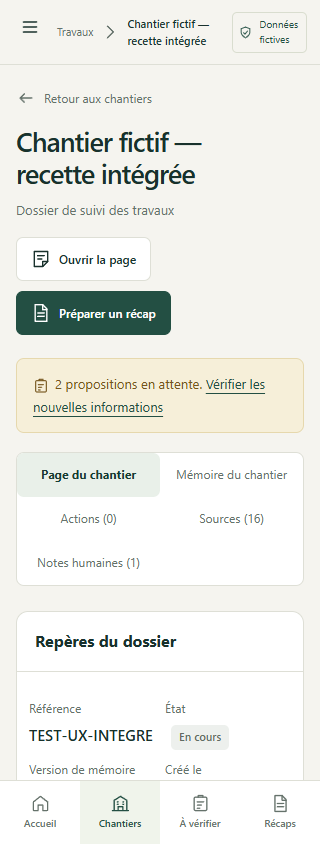 Travaux
Chantier fictif —
recette intégrée
Données
fictives
Retour aux chantiers
Chantier fictif —
recette intégrée
Dossier de suivi des travaux
Ouvrir la page
Préparer un récap
2 propositions en attente. Vérifier les
nouvelles informations
Page du chantier
Mémoire du chantier
Actions (0)
Sources (16)
Notes humaines (1)
Repères du dossier
Référence
État
TEST-UX-INTEGRE
En cours
Version de mémoire
Créé le
Accueil
Chantiers
À vérifier
Récaps